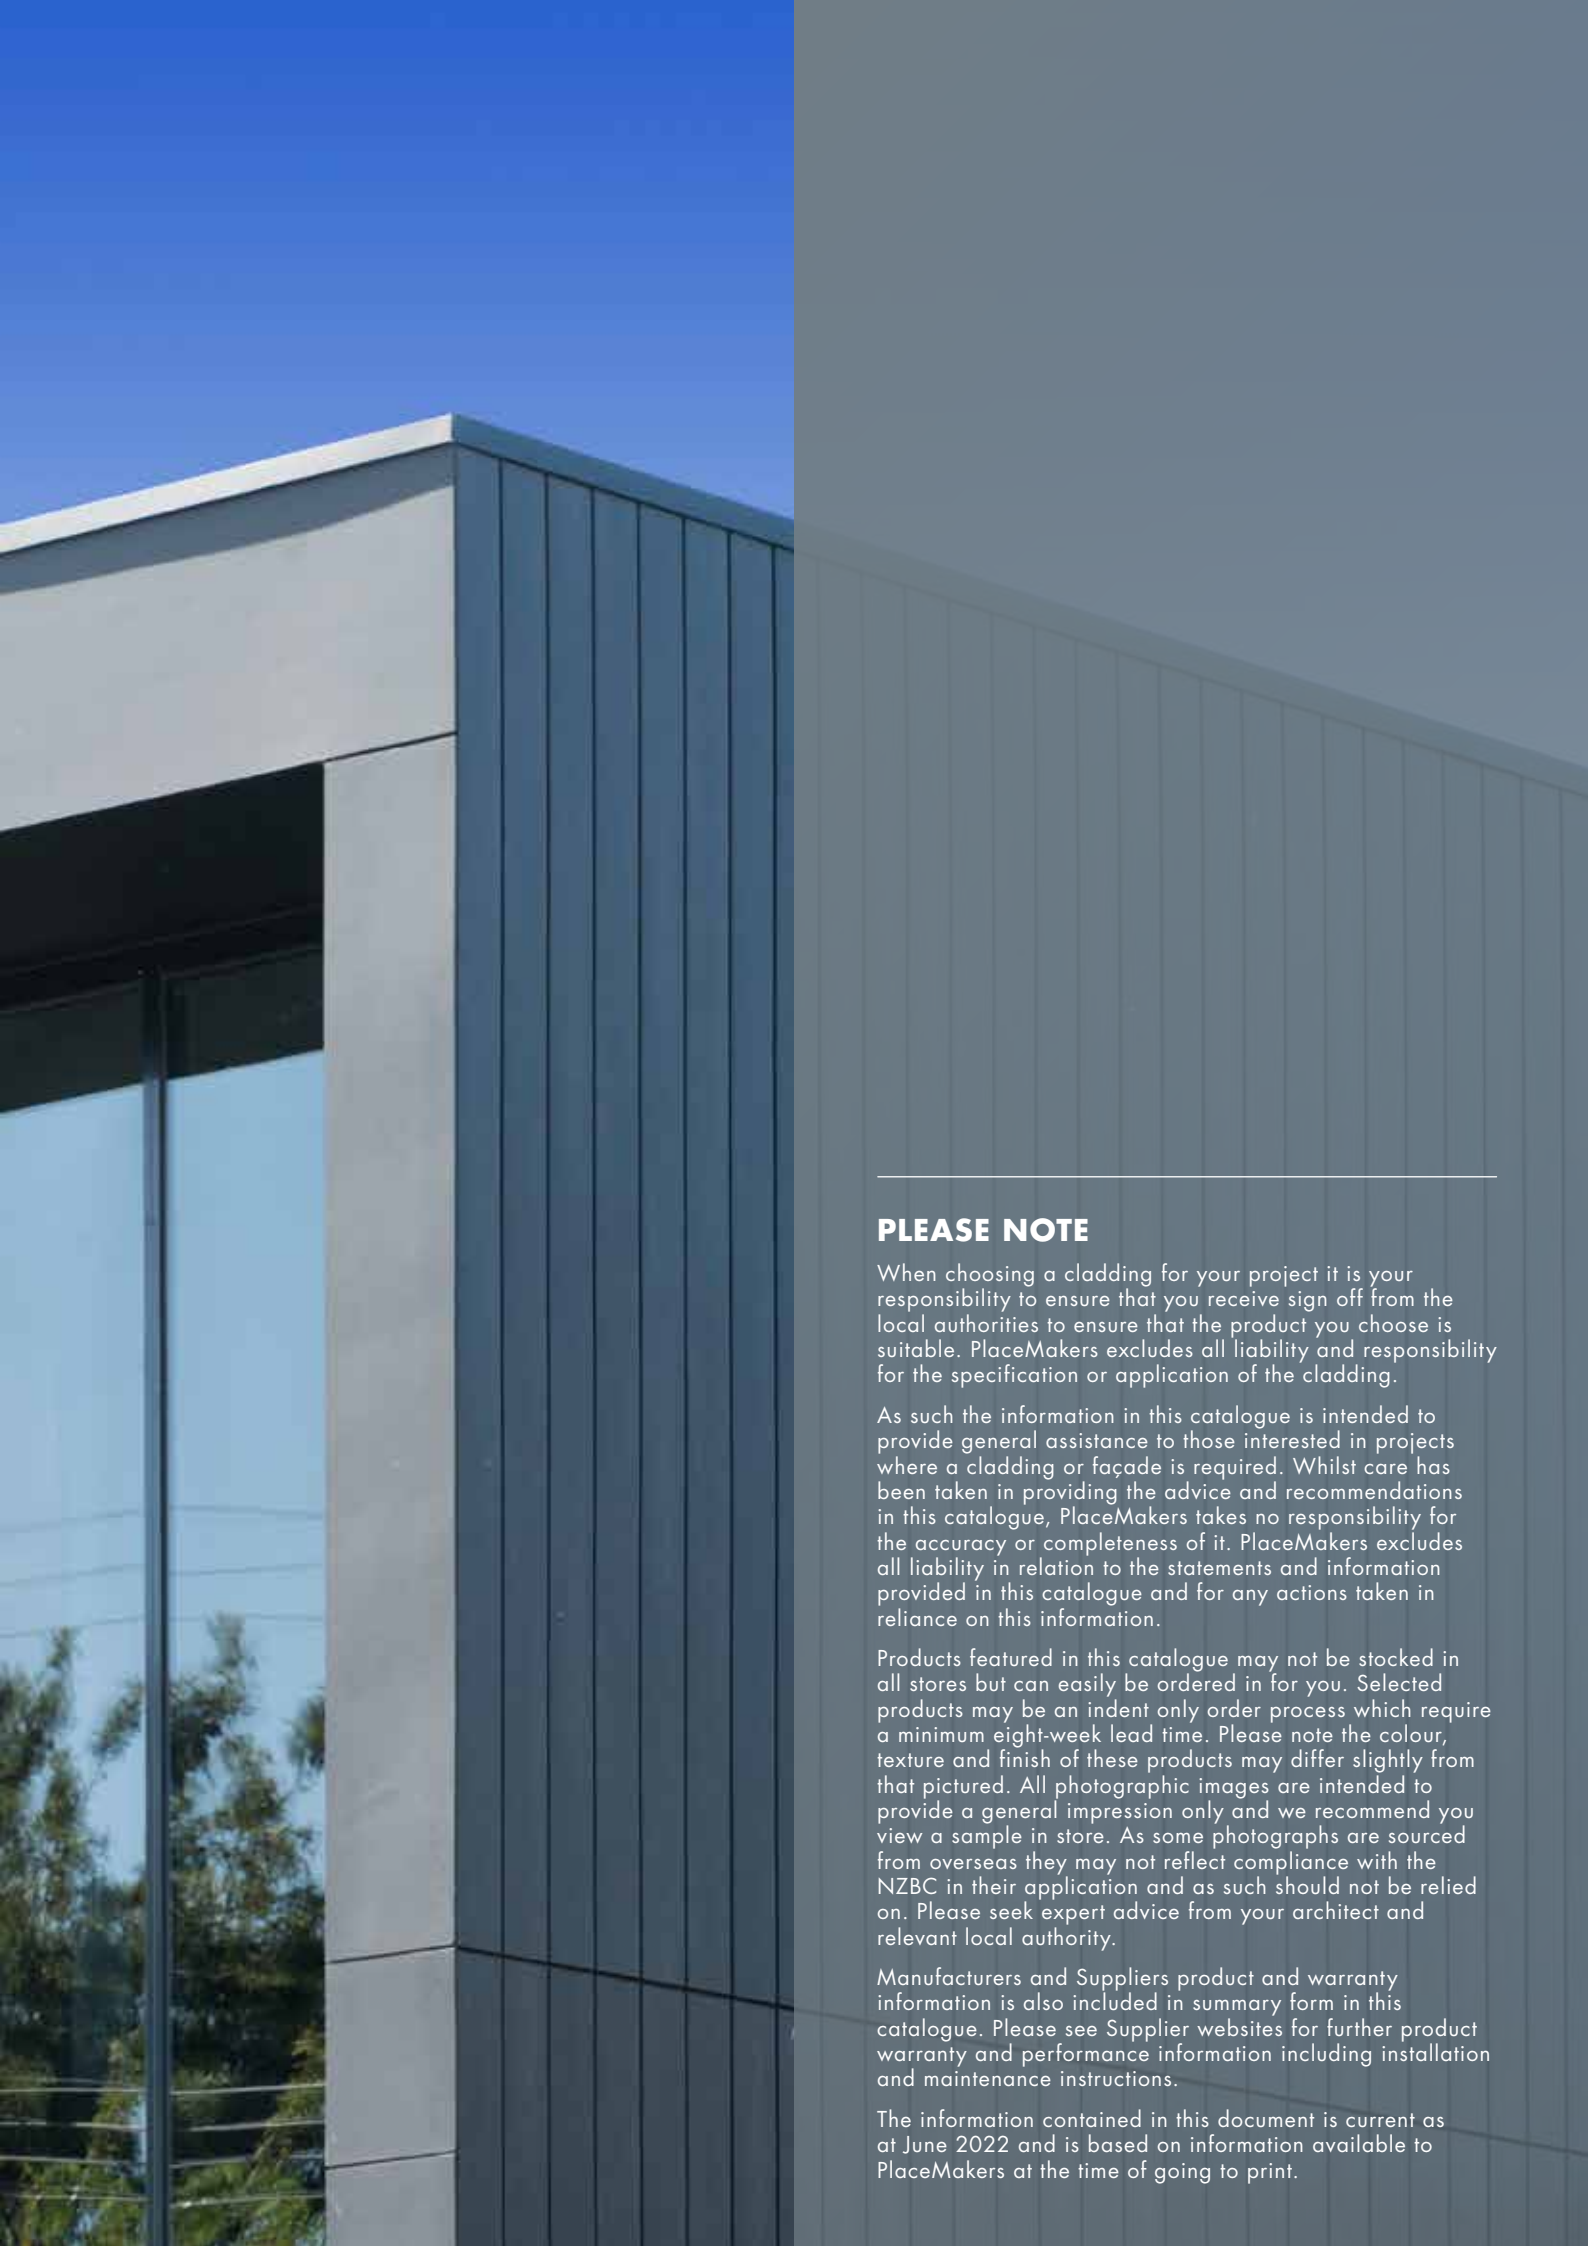 PLEASE NOTE
When choosing a cladding for your project it is your
responsibility to ensure that you receive sign off from the
local authorities to ensure that the product you choose is
suitable. PlaceMakers excludes all liability and responsibility
for the specification or application of the cladding.
As such the information in this catalogue is intended to
provide general assistance to those interested in projects
where a cladding or façade is required. Whilst care has
been taken in providing the advice and recommendations
in this catalogue, PlaceMakers takes no responsibility for
the accuracy or completeness of it. PlaceMakers excludes
all liability in relation to the statements and information
provided in this catalogue and for any actions taken in
reliance on this information.
Products featured in this catalogue may not be stocked in
all stores but can easily be ordered in for you. Selected
products may be an indent only order process which require
a minimum eight-week lead time. Please note the colour,
texture and finish of these products may differ slightly from
that pictured. All photographic images are intended to
provide a general impression only and we recommend you
view a sample in store. As some photographs are sourced
from overseas they may not reflect compliance with the
NZBC in their application and as such should not be relied
on. Please seek expert advice from your architect and
relevant local authority.
Manufacturers and Suppliers product and warranty
information is also included in summary form in this
catalogue. Please see Supplier websites for further product
warranty and performance information including installation
and maintenance instructions.
The information contained in this document is current as
at June 2022 and is based on information available to
PlaceMakers at the time of going to print.